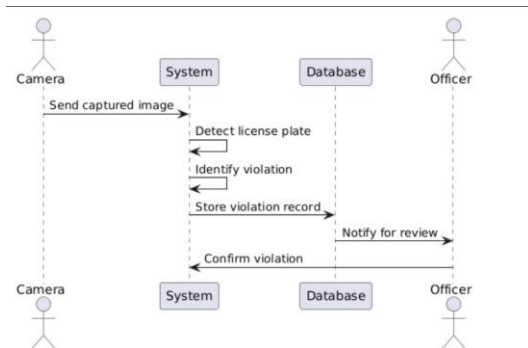 Camera
System
Database
Officer
Send captured image
Detect license plate
Identify violation
Store violation record
Notify for review
Confirm violation
Camera
System
Database
Officer